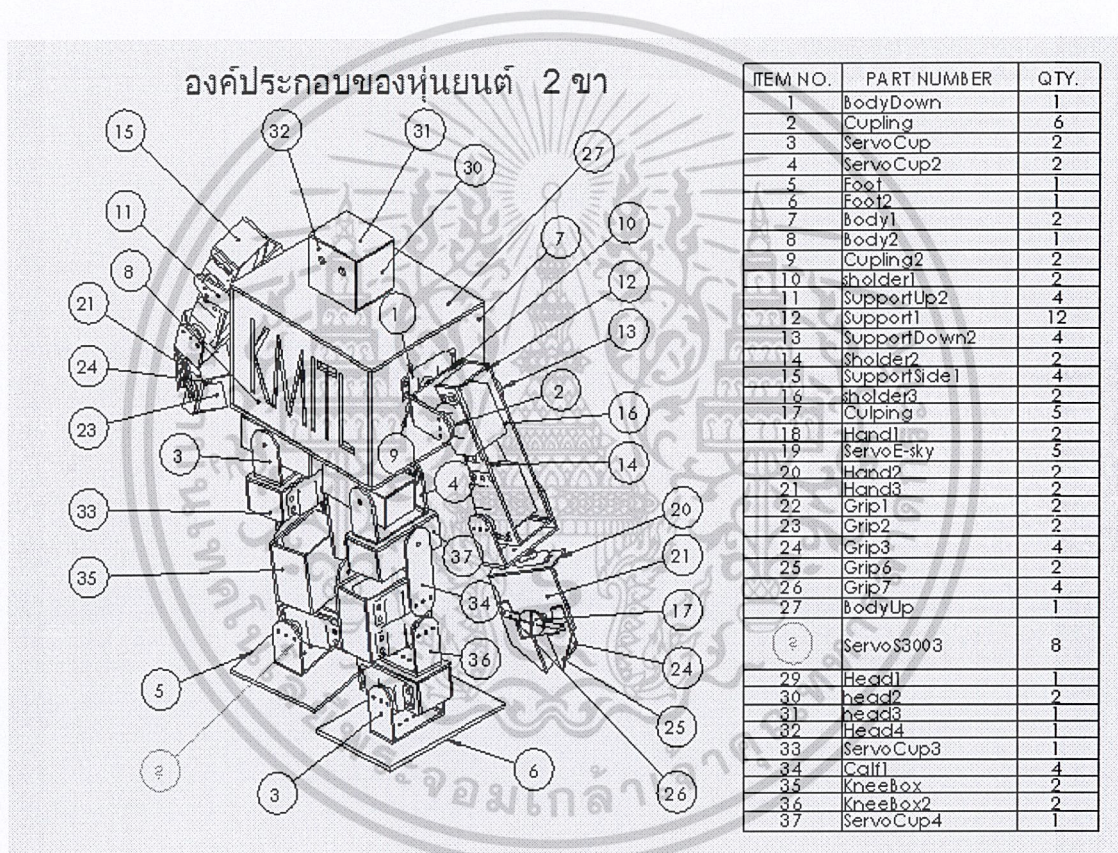 องค์ประกอบของหุ่นยนต์ 2 ขา
ITEM NO. PART NUMBER QTY.
1 BodyDown 1
2 Cupling 6
3 ServoCup 2
4 ServoCup2 2
5 Foot 1
6 Foot2 1
7 Body1 2
8 Body2 1
9 Cupling2 2
10 sholder1 2
11 SupportUp2 4
12 Support1 12
13 SupportDown2 4
14 Sholder2 2
15 SupportSide1 4
16 sholder3 2
17 Culping 5
18 Hand1 2
19 ServoE-sky 5
20 Hand2 2
21 Hand3 2
22 Grip1 2
23 Grip2 2
24 Grip3 4
25 Grip6 2
26 Grip7 4
27 BodyUp 1
ServoS3003 8
29 Head1 1
30 head2 2
31 head3 1
32 Head4 1
33 ServoCup3 1
34 Calf1 4
35 KneeBox 2
36 KneeBox2 2
37 ServoCup4 1
15
32
31
30
27
11
7
10
8
1
12
21
13
24
2
16
23
9
3
14
4
33
20
37
21
35
34
17
36
24
5
25
3
6
26
KMITL